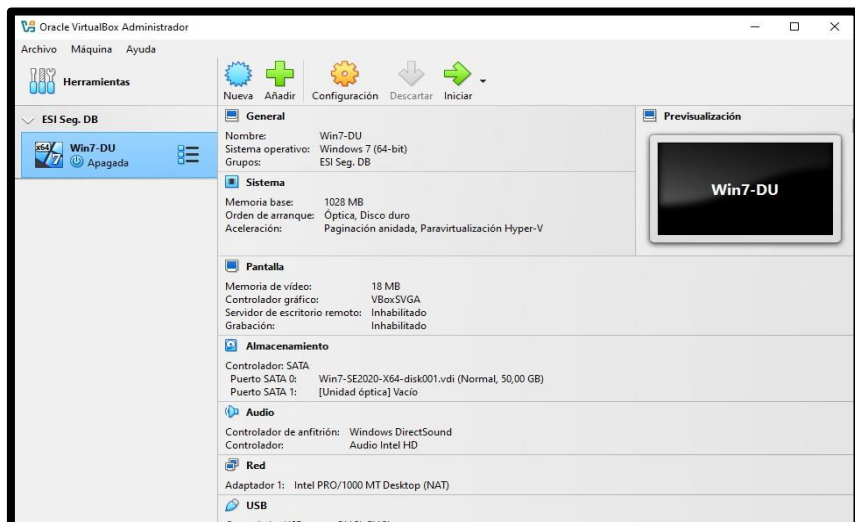 Oracle VirtualBox Administrador
Archivo Máquina Ayuda
Herramientas
Nueva Añadir Configuración Descartar Iniciar
ESI Seg. DB
x64
7
Win7-DU
Apagada
General
Nombre: Win7-DU
Sistema operativo: Windows 7 (64-bit)
Grupos: ESI Seg. DB
Previsualización
Win7-DU
Sistema
Memoria base: 1028 MB
Orden de arranque: Óptica, Disco duro
Aceleración: Paginación anidada, Paravirtualización Hyper-V
Pantalla
Memoria de vídeo: 18 MB
Controlador gráfico: VBoxSVGA
Servidor de escritorio remoto: Inhabilitado
Grabación: Inhabilitado
Almacenamiento
Controlador: SATA
Puerto SATA 0: Win7-SE2020-X64-disk001.vdi (Normal, 50,00 GB)
Puerto SATA 1: [Unidad óptica] Vacío
Audio
Controlador de anfitrión: Windows DirectSound
Controlador: Audio Intel HD
Red
Adaptador 1: Intel PRO/1000 MT Desktop (NAT)
USB